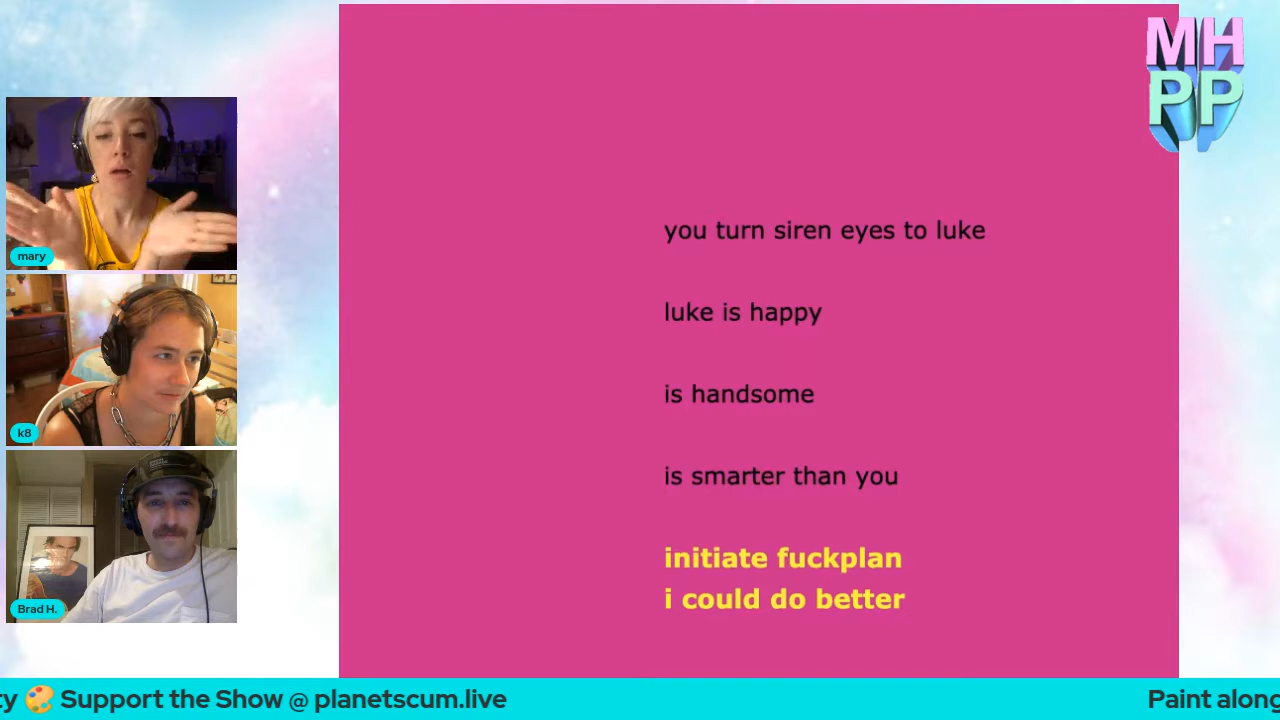 MH
PP
mary
k8
Brad H.
you turn siren eyes to luke
luke is happy
is handsome
is smarter than you
initiate fuckplan
i could do better
ty 🎨 Support the Show @ planetscum.live
Paint along